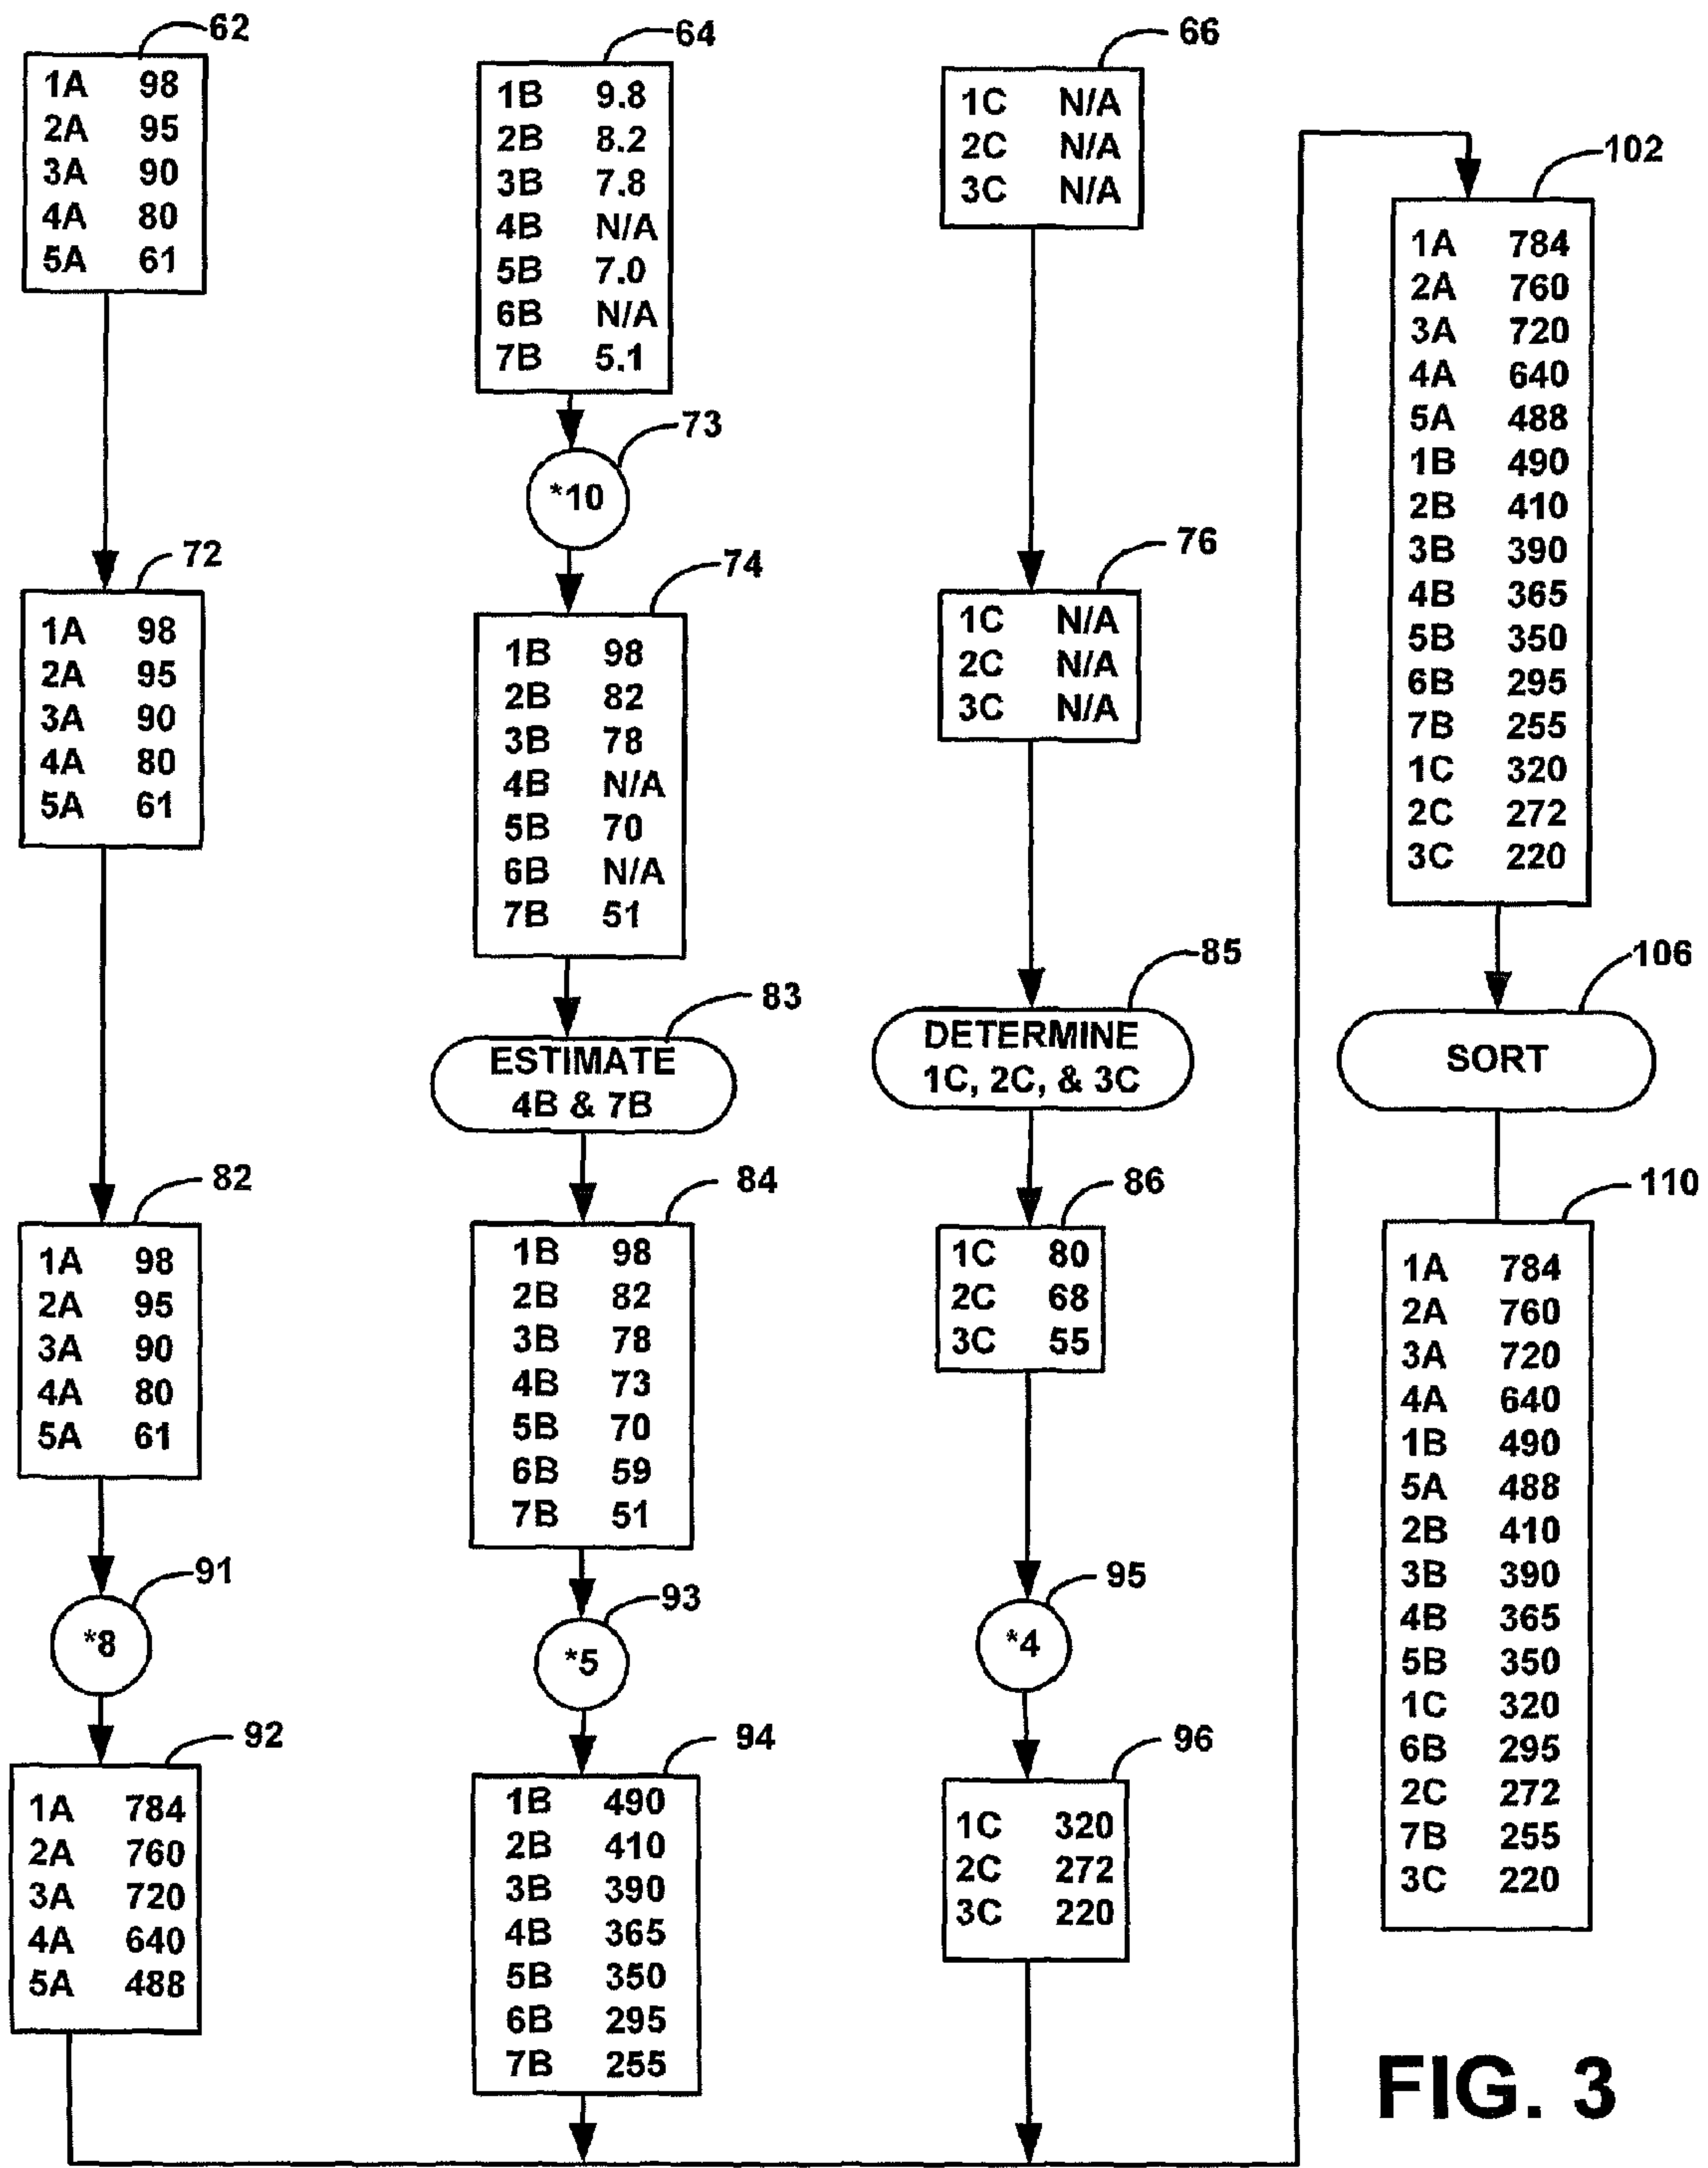 62
1A 98
2A 95
3A 90
4A 80
5A 61
72
1A 98
2A 95
3A 90
4A 80
5A 61
82
1A 98
2A 95
3A 90
4A 80
5A 61
91
*8
92
1A 784
2A 760
3A 720
4A 640
5A 488
64
1B 9.8
2B 8.2
3B 7.8
4B N/A
5B 7.0
6B N/A
7B 5.1
73
*10
74
1B 98
2B 82
3B 78
4B N/A
5B 70
6B N/A
7B 51
83
ESTIMATE
4B & 7B
84
1B 98
2B 82
3B 78
4B 73
5B 70
6B 59
7B 51
93
*5
94
1B 490
2B 410
3B 390
4B 365
5B 350
6B 295
7B 255
66
1C N/A
2C N/A
3C N/A
76
1C N/A
2C N/A
3C N/A
85
DETERMINE
1C, 2C, & 3C
86
1C 80
2C 68
3C 55
95
*4
96
1C 320
2C 272
3C 220
102
1A 784
2A 760
3A 720
4A 640
5A 488
1B 490
2B 410
3B 390
4B 365
5B 350
6B 295
7B 255
1C 320
2C 272
3C 220
106
SORT
110
1A 784
2A 760
3A 720
4A 640
1B 490
5A 488
2B 410
3B 390
4B 365
5B 350
1C 320
6B 295
2C 272
7B 255
3C 220
FIG. 3